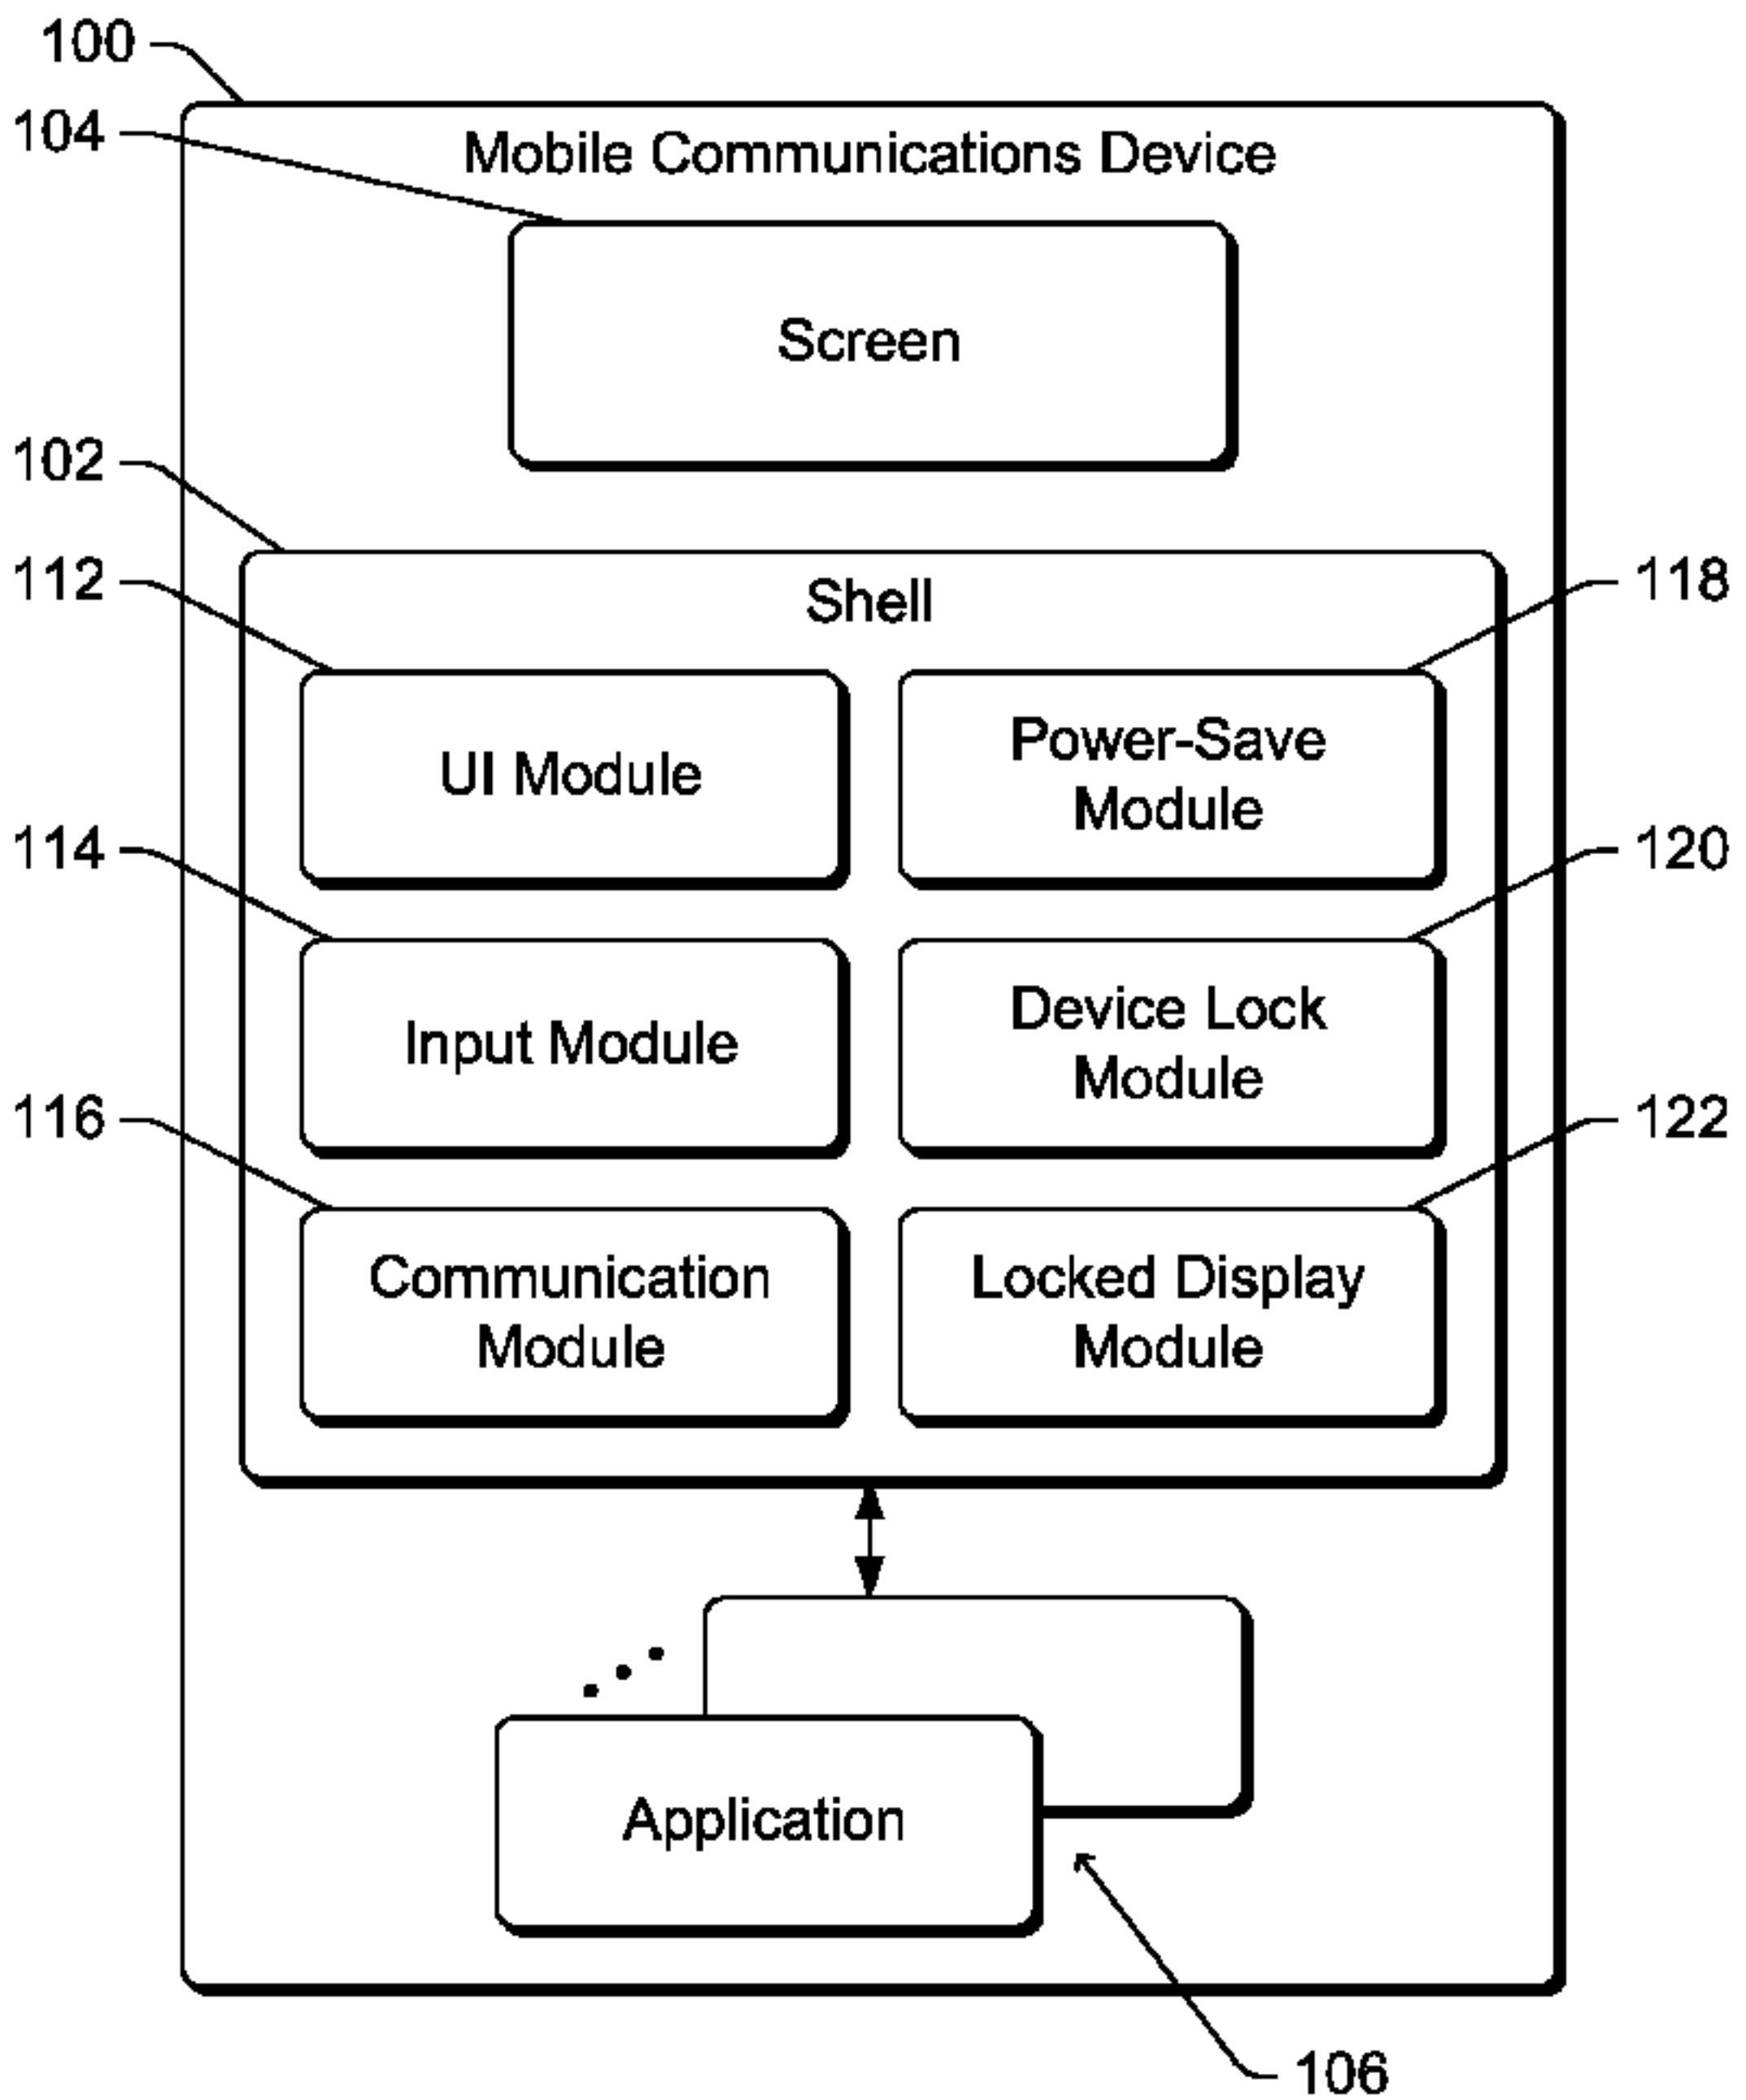 100
104
Mobile Communications Device
Screen
102
112
118
Shell
UI Module
Power-Save
Module
114
120
Input Module
Device Lock
Module
116
122
Communication
Module
Locked Display
Module
Application
106